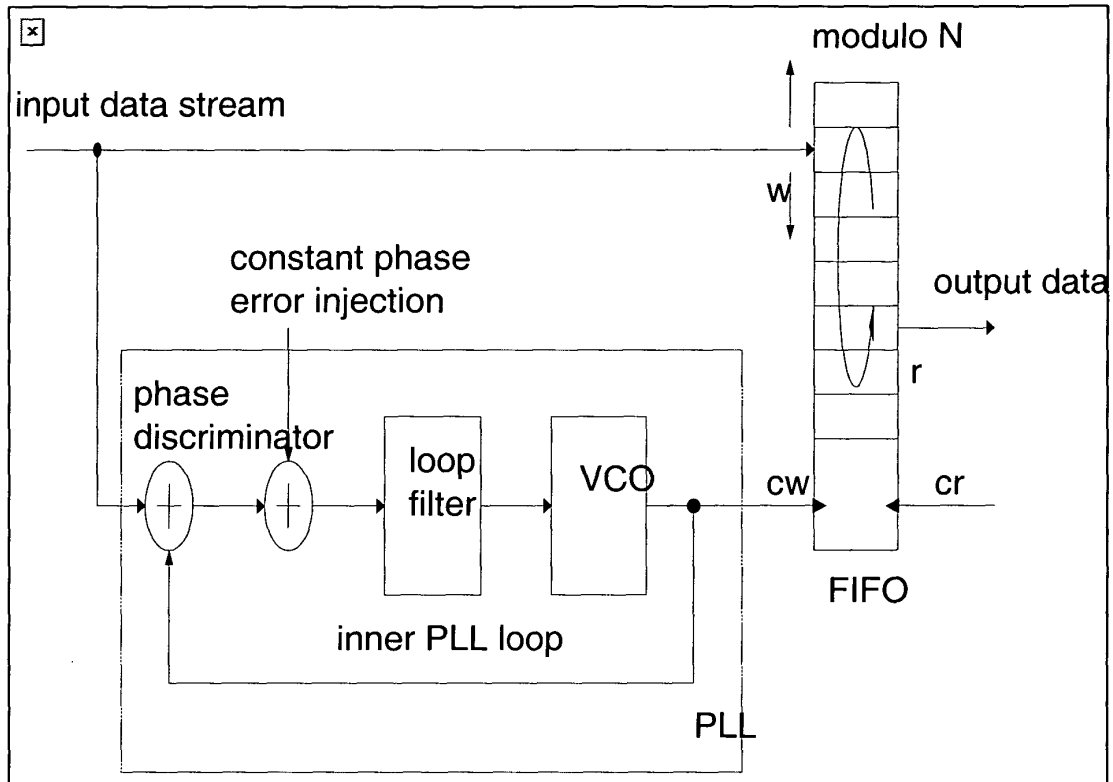 modulo N
input data stream
w
constant phase
error injection
output data
r
phase
discriminator
loop
filter
VCO
cw
cr
FIFO
inner PLL loop
PLL